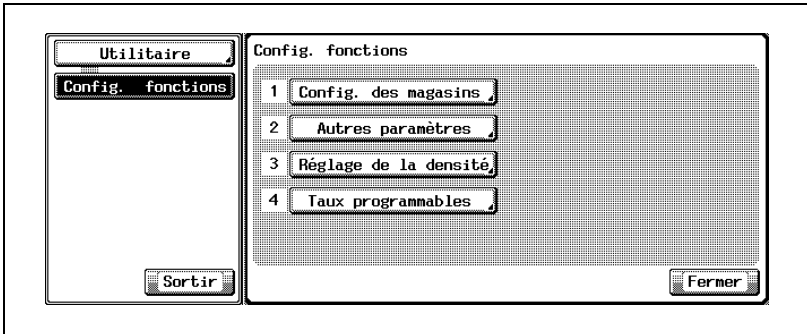 Utilitaire
Config. fonctions
Sortir
Config. fonctions
1 Config. des magasins
2 Autres paramètres
3 Réglage de la densité
4 Taux programmables
Fermer